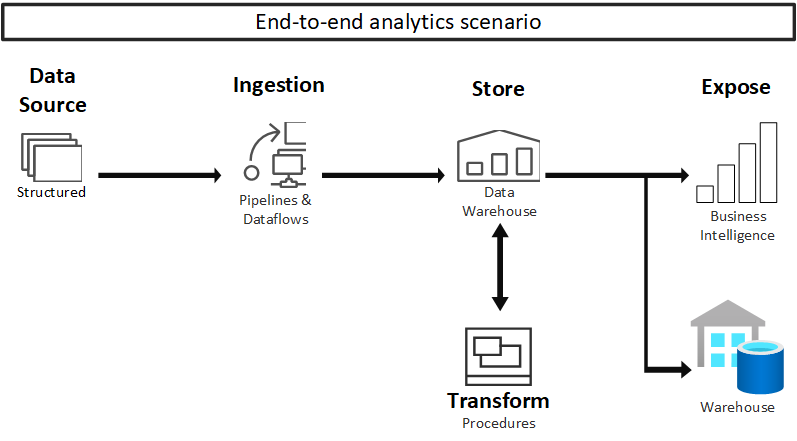 End-to-end analytics scenario
Data
Source
Structured
Ingestion
Pipelines &
Dataflows
Store
Data
Warehouse
Transform
Procedures
Expose
Business
Intelligence
Warehouse